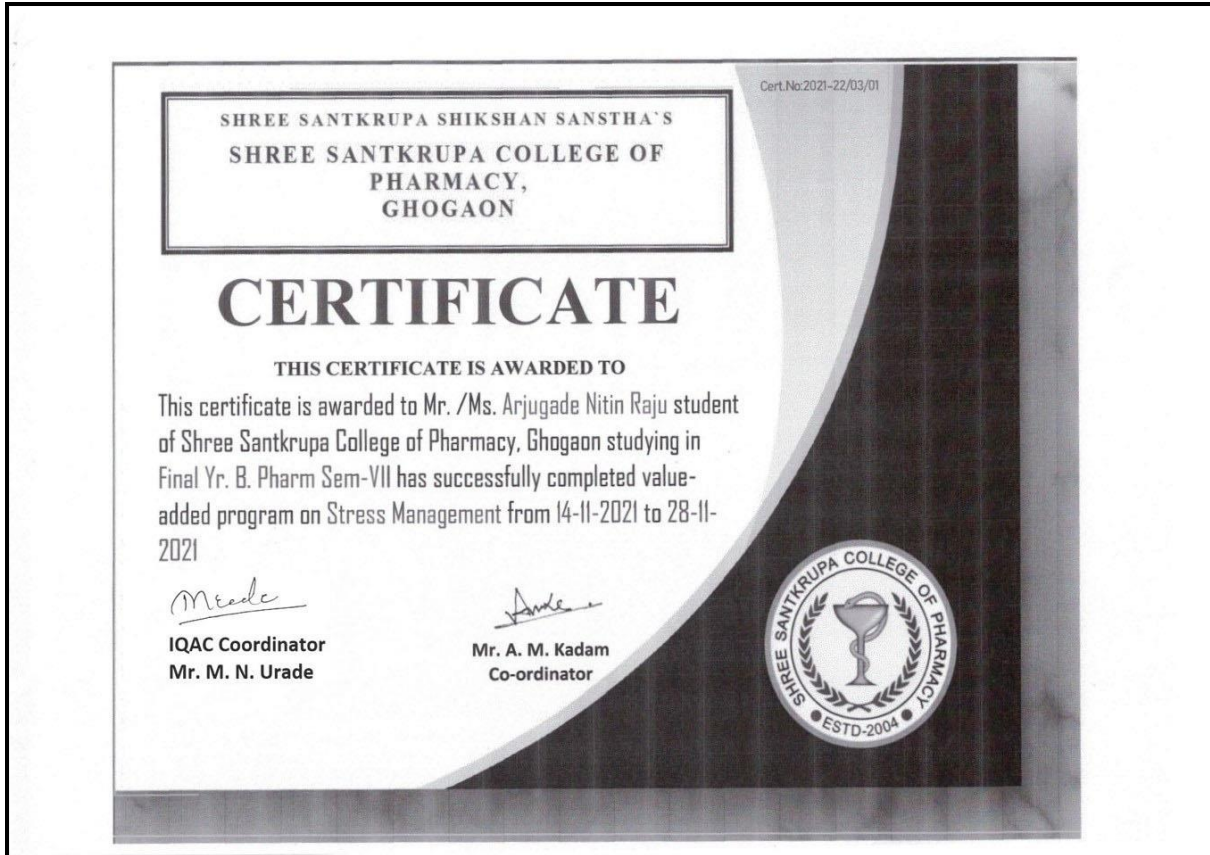 Cert.No:2021-22/03/01
SHREE SANTKRUPA SHIKSHAN SANSTHA`S
SHREE SANTKRUPA COLLEGE OF
PHARMACY,
GHOGAON
CERTIFICATE
THIS CERTIFICATE IS AWARDED TO
This certificate is awarded to Mr. /Ms. Arjugade Nitin Raju student
of Shree Santkrupa College of Pharmacy, Ghogaon studying in
Final Yr. B. Pharm Sem-VII has successfully completed value-
added program on Stress Management from 14-11-2021 to 28-11-
2021
IQAC Coordinator
Mr. M. N. Urade
Mr. A. M. Kadam
Co-ordinator
SHREE SANTKRUPA COLLEGE OF PHARMACY
ESTD-2004